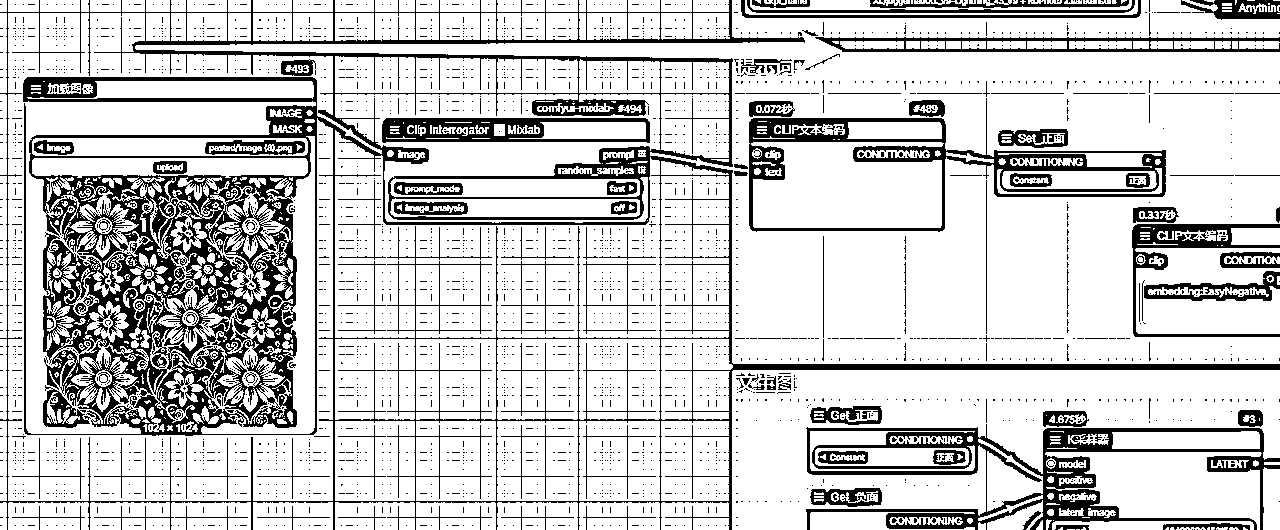 Anything
#493
加载图像
IMAGE
MASK
image
pasted/image (8).png
upload
1024 × 1024
comfyui-mixlab- #494
Clip Interrogator Mixlab
image
prompt
random_samples
prompt_mode
fast
image_analysis
off
提示词
0.072秒
#489
CLIP文本编码
clip
CONDITIONING
text
Set_正面
CONDITIONING
Constant
正面
0.337秒
CLIP文本编码
clip
CONDITION
embedding:EasyNegative,
文生图
Get_正面
CONDITIONING
Constant
正面
Get_负面
CONDITIONING
4.675秒
#3
K采样器
model
LATENT
positive
negative
latent_image